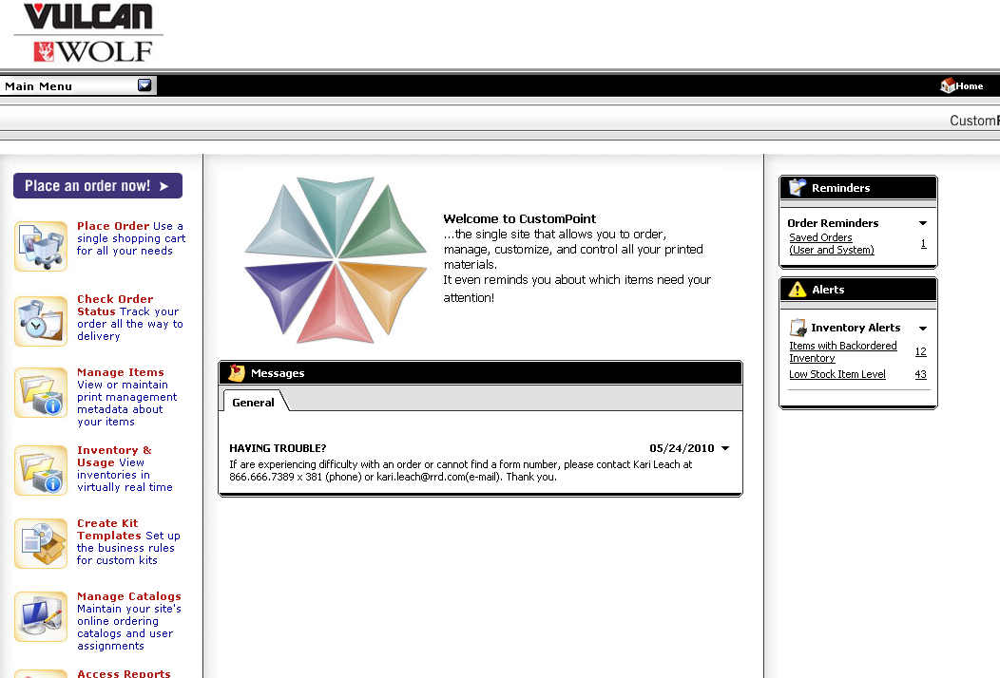 VULCAN
WOLF
Main Menu
Home
Custom
Place an order now!
Place Order Use a
single shopping cart
for all your needs
Check Order
Status Track your
order all the way to
delivery
Manage Items
View or maintain
print management
metadata about
your items
Inventory &
Usage View
inventories in
virtually real time
Create Kit
Templates Set up
the business rules
for custom kits
Manage Catalogs
Maintain your site's
online ordering
catalogs and user
assignments
Access Reports
Welcome to CustomPoint
...the single site that allows you to order,
manage, customize, and control all your printed
materials.
It even reminds you about which items need your
attention!
Messages
General
HAVING TROUBLE? 05/24/2010
If are experiencing difficulty with an order or cannot find a form number, please contact Kari Leach at
866.666.7389 x 381 (phone) or kari.leach@rrd.com(e-mail). Thank you.
Reminders
Order Reminders
Saved Orders
(User and System) 1
Alerts
Inventory Alerts
Items with Backordered
Inventory 12
Low Stock Item Level 43